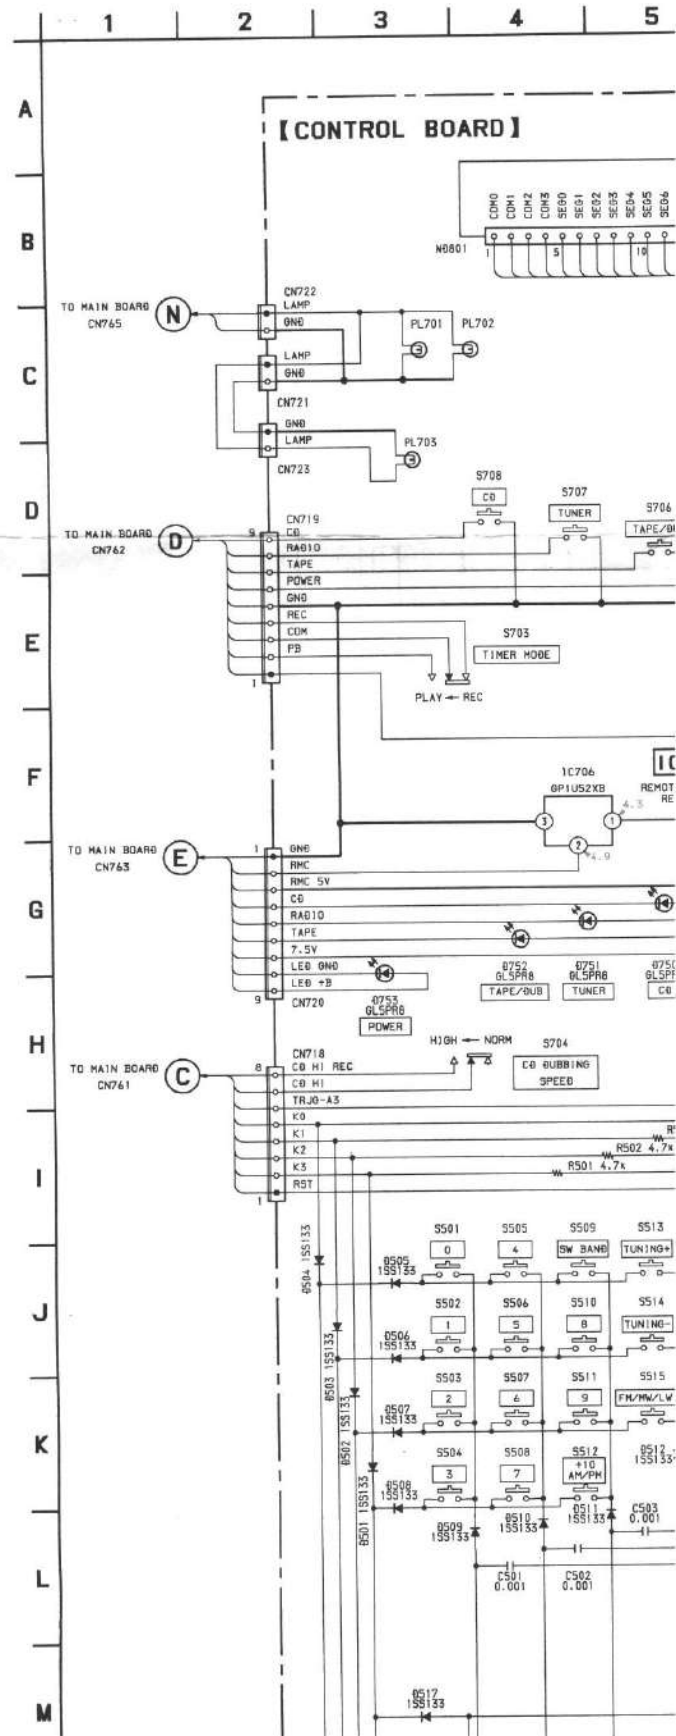 1 2 3 4 5
A
【CONTROL BOARD】
COM0 COM1 COM2 COM3 SEG0 SEG1 SEG2 SEG3 SEG4 SEG5 SEG6
B
1 5 10
CN722
LAMP
TO MAIN BOARD
CN765
N
GND
PL701 PL702
LAMP
C
GND
CN721
GND
PL703
LAMP
CN723
S708
CD
S707
TUNER
S706
D
CN719
9
CD
TO MAIN BOARD
CN762
D
RADIO
TAPE
POWER
GND
REC
COM
PB
1
E
S703
TIMER MODE
PLAY ← REC
F
IC706
GP1U52XB
3 1
4.3
2
4.9
TO MAIN BOARD
CN763
E
1
GND
RMC
RMC 5V
CD
RADIO
TAPE
7.5V
LED GND
LED +B
9
CN720
G
D752
GL5PR8
TAPE/DUB
D751
GL5PR8
TUNER
CD
D753
GL5PR8
POWER
H
HIGH ← NORM
S704
CD DUBBING
SPEED
CN718
8
CD HI REC
TO MAIN BOARD
CN761
C
CD HI
TRJD-A3
K0
K1
K2
R502 4.7K
K3
R501 4.7K
RST
1
I
S501 S505 S509 S513
0 4 SW BAND TUNING+
D504 1SS133
D505
1SS133
J
S502 S506 S510 S514
1 5 8 TUNING-
D503 1SS133
D506
1SS133
S503 S507 S511 S515
2 6 9 FM/MW/LW
D502 1SS133
D507
1SS133
K
D512
1SS133
S504 S508 S512
3 7 +10
AM/PM
D501 1SS133
D508
1SS133
D509
1SS133
D510
1SS133
D511
1SS133
C503
0.001
L
C501
0.001
C502
0.001
D517
1SS133
M